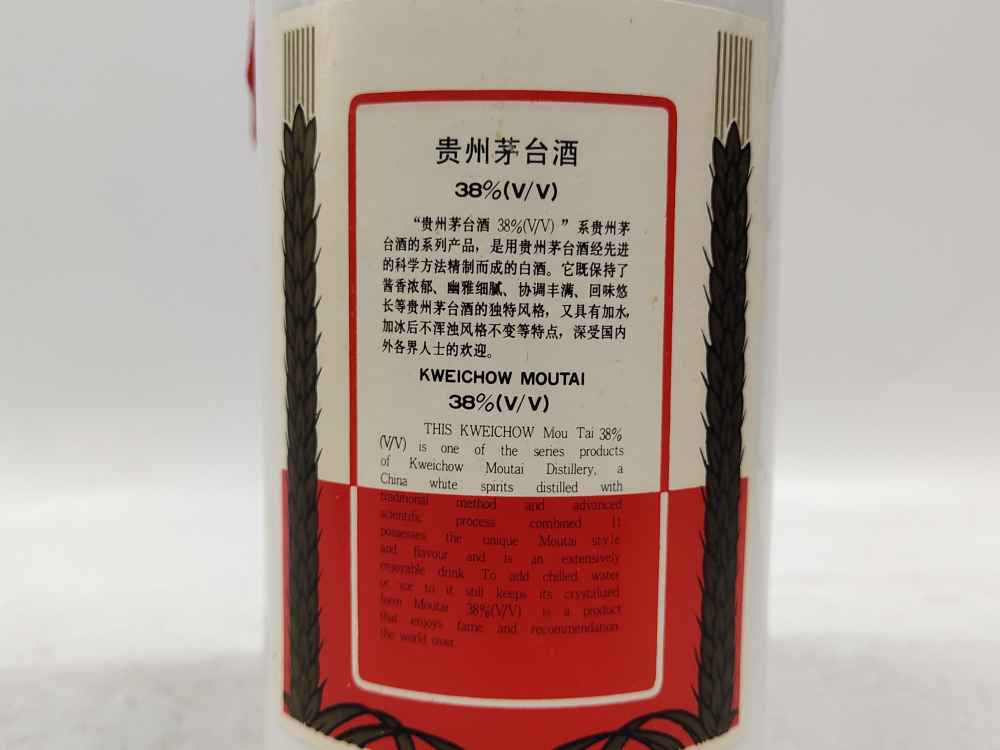 贵州茅台酒
38%(V/V)
“贵州茅台酒 38%(V/V)”系贵州茅
台酒的系列产品，是用贵州茅台酒经先进
的科学方法精制而成的白酒。它既保持了
酱香浓郁、幽雅细腻、协调丰满、回味悠
长等贵州茅台酒的独特风格，又具有加水,
加冰后不浑浊风格不变等特点，深受国内
外各界人士的欢迎。
KWEICHOW MOUTAI
38%(V/V)
THIS KWEICHOW Mou Tai 38%
(V/V) is one of the series products
of Kweichow Moutai Distillery, a
China white spirits distilled with
traditional method and advanced
scientific process combined It
possesses the unique Moutai style
and flavour and is an extensively
enjoyable drink To add chilled water
or ice to it still keeps its crystalized
form Moutai 38%(V/V) is a product
that enjoys fame and recommendation
the world over.